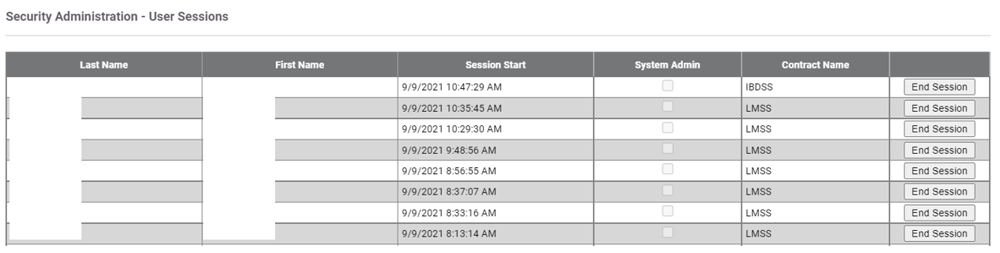 Security Administration - User Sessions
Last Name First Name Session Start System Admin Contract Name
9/9/2021 10:47:29 AM IBDSS End Session
9/9/2021 10:35:45 AM LMSS End Session
9/9/2021 10:29:30 AM LMSS End Session
9/9/2021 9:48:56 AM LMSS End Session
9/9/2021 8:56:55 AM LMSS End Session
9/9/2021 8:37:07 AM LMSS End Session
9/9/2021 8:33:16 AM LMSS End Session
9/9/2021 8:13:14 AM LMSS End Session